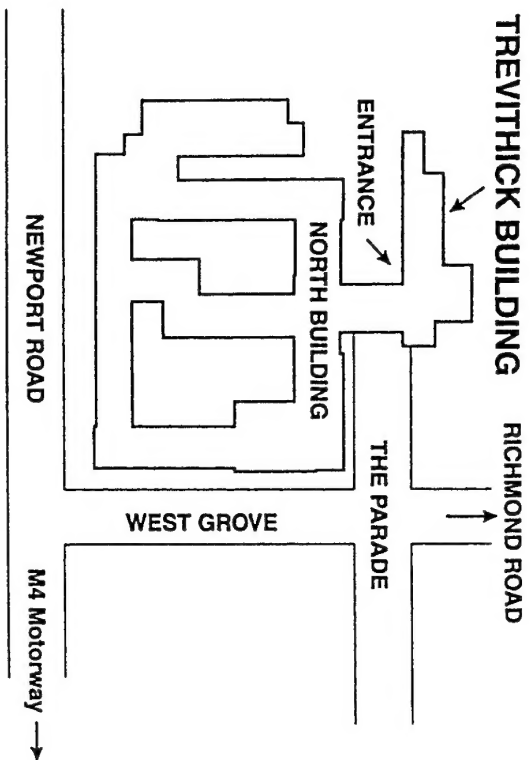 TREVITHICK BUILDING
RICHMOND ROAD
ENTRANCE
NORTH BUILDING
THE PARADE
WEST GROVE
NEWPORT ROAD
M4 Motorway